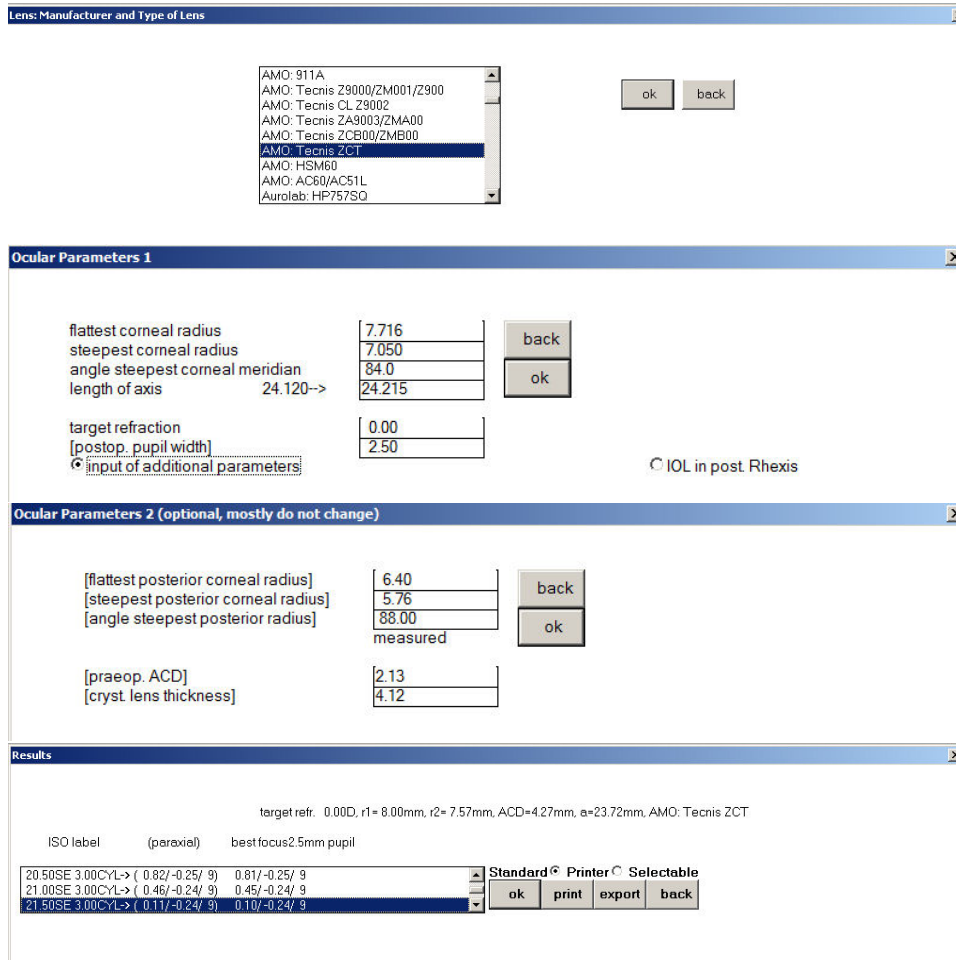 Lens: Manufacturer and Type of Lens
AMO: 911A
AMO: Tecnis Z9000/ZM001/Z900
AMO: Tecnis CL Z9002
AMO: Tecnis ZA9003/ZMA00
AMO: Tecnis ZCB00/ZMB00
AMO: Tecnis ZCT
AMO: HSM60
AMO: AC60/AC51L
Aurolab: HP757SQ
ok back
Ocular Parameters 1
flattest corneal radius 7.716
steepest corneal radius 7.050
angle steepest corneal meridian 84.0
length of axis 24.120--> 24.215
back
ok
target refraction 0.00
[postop. pupil width] 2.50
input of additional parameters IOL in post. Rhexis
Ocular Parameters 2 (optional, mostly do not change)
[flattest posterior corneal radius] 6.40
[steepest posterior corneal radius] 5.76
[angle steepest posterior radius] 88.00
measured
back
ok
[praeop. ACD] 2.13
[cryst. lens thickness] 4.12
Results
target refr. 0.00D, r1= 8.00mm, r2= 7.57mm, ACD=4.27mm, a=23.72mm, AMO: Tecnis ZCT
ISO label (paraxial) best focus2.5mm pupil
20.50SE 3.00CYL-> ( 0.82/-0.25/ 9) 0.81/-0.25/ 9
21.00SE 3.00CYL-> ( 0.46/-0.24/ 9) 0.45/-0.24/ 9
21.50SE 3.00CYL-> ( 0.11/-0.24/ 9) 0.10/-0.24/ 9
Standard Printer Selectable
ok print export back